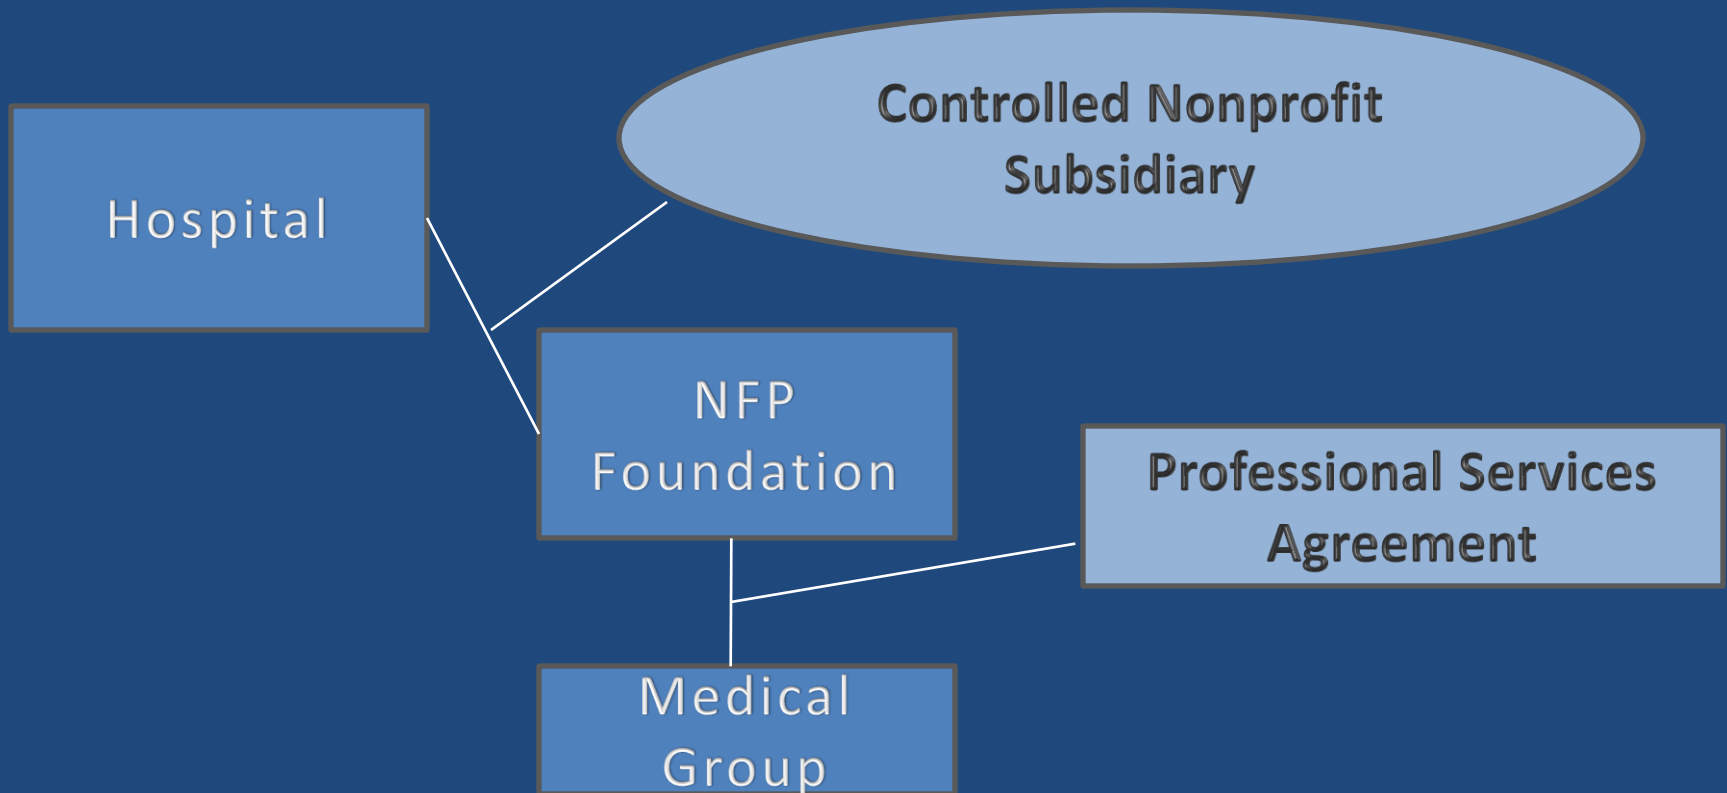 Controlled Nonprofit
Subsidiary
Hospital
NFP
Foundation
Professional Services
Agreement
Medical
Group